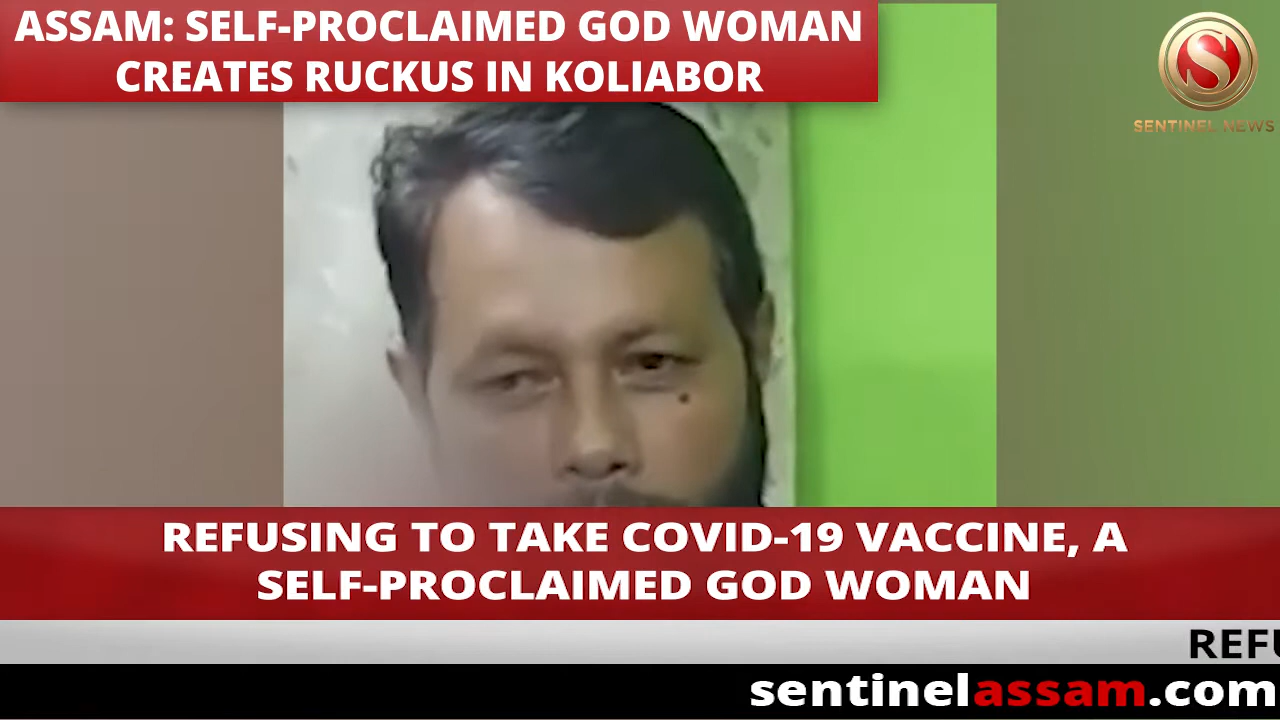 ASSAM: SELF-PROCLAIMED GOD WOMAN
CREATES RUCKUS IN KOLIABOR
S
SENTINEL NEWS
REFUSING TO TAKE COVID-19 VACCINE, A
SELF-PROCLAIMED GOD WOMAN
sentinelassam.com